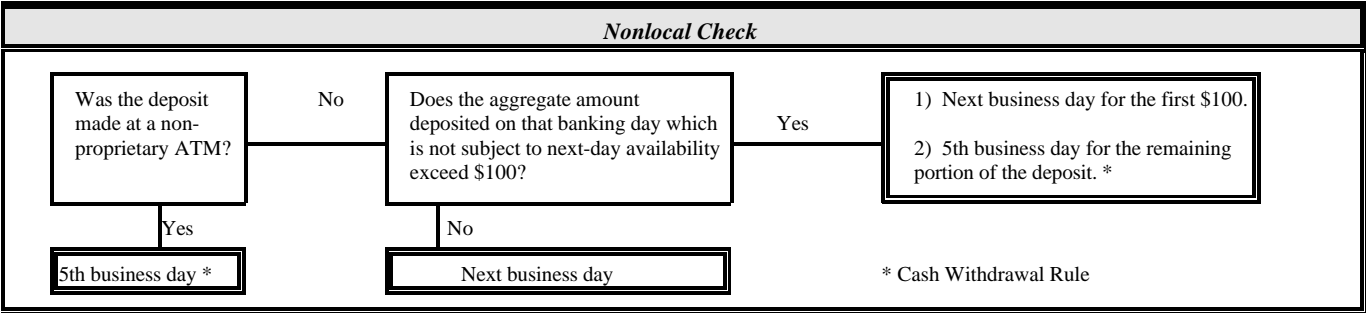 Nonlocal Check
Was the deposit
made at a non-
proprietary ATM?
No
Does the aggregate amount
deposited on that banking day which
is not subject to next-day availability
exceed $100?
Yes
1) Next business day for the first $100.
2) 5th business day for the remaining
portion of the deposit. *
Yes
No
5th business day *
Next business day
* Cash Withdrawal Rule